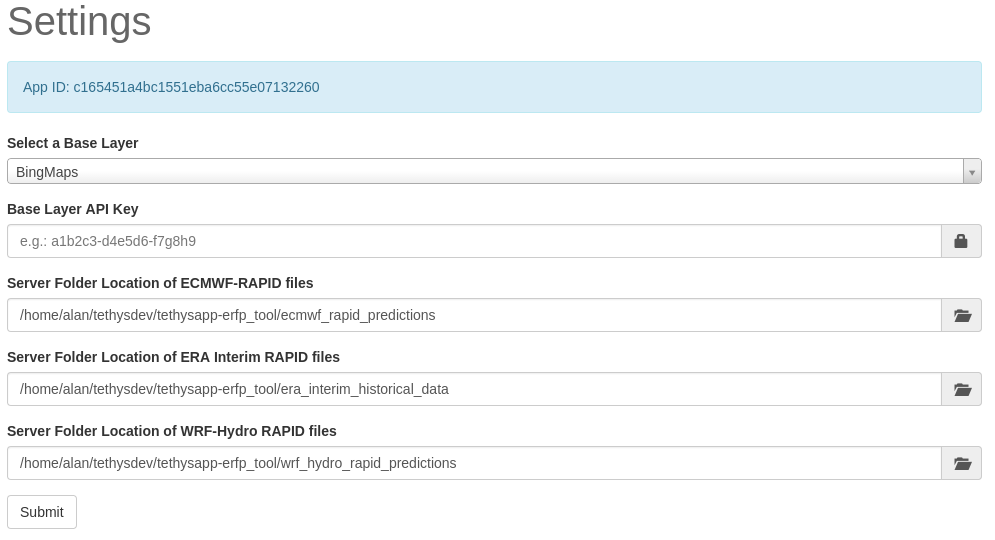 Settings
App ID: c165451a4bc1551eba6cc55e07132260
Select a Base Layer
BingMaps
Base Layer API Key
e.g.: a1b2c3-d4e5d6-f7g8h9
Server Folder Location of ECMWF-RAPID files
/home/alan/tethysdev/tethysapp-erfp_tool/ecmwf_rapid_predictions
Server Folder Location of ERA Interim RAPID files
/home/alan/tethysdev/tethysapp-erfp_tool/era_interim_historical_data
Server Folder Location of WRF-Hydro RAPID files
/home/alan/tethysdev/tethysapp-erfp_tool/wrf_hydro_rapid_predictions
Submit